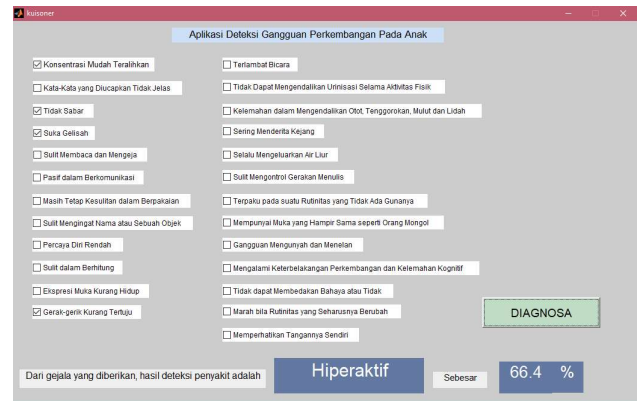 kuisoner
Aplikasi Deteksi Gangguan Perkembangan Pada Anak
Konsentrasi Mudah Teralihkan
Kata-Kata yang Diucapkan Tidak Jelas
Tidak Sabar
Suka Gelisah
Sulit Membaca dan Mengeja
Pasif dalam Berkomunikasi
Masih Tetap Kesulitan dalam Berpakaian
Sulit Mengingat Nama atau Sebuah Objek
Percaya Diri Rendah
Sulit dalam Berhitung
Ekspresi Muka Kurang Hidup
Gerak-gerik Kurang Tertuju
Terlambat Bicara
Tidak Dapat Mengendalikan Urinisasi Selama Aktivitas Fisik
Kelemahan dalam Mengendalikan Otot, Tenggorokan, Mulut dan Lidah
Sering Menderita Kejang
Selalu Mengeluarkan Air Liur
Sulit Mengontrol Gerakan Menulis
Terpaku pada suatu Rutinitas yang Tidak Ada Gunanya
Mempunyai Muka yang Hampir Sama seperti Orang Mongol
Gangguan Mengunyah dan Menelan
Mengalami Keterbelakangan Perkembangan dan Kelemahan Kognitif
Tidak dapat Membedakan Bahaya atau Tidak
Marah bila Rutinitas yang Seharusnya Berubah
Memperhatikan Tangannya Sendiri
DIAGNOSA
Dari gejala yang diberikan, hasil deteksi penyakit adalah
Hiperaktif
Sebesar
66.4 %